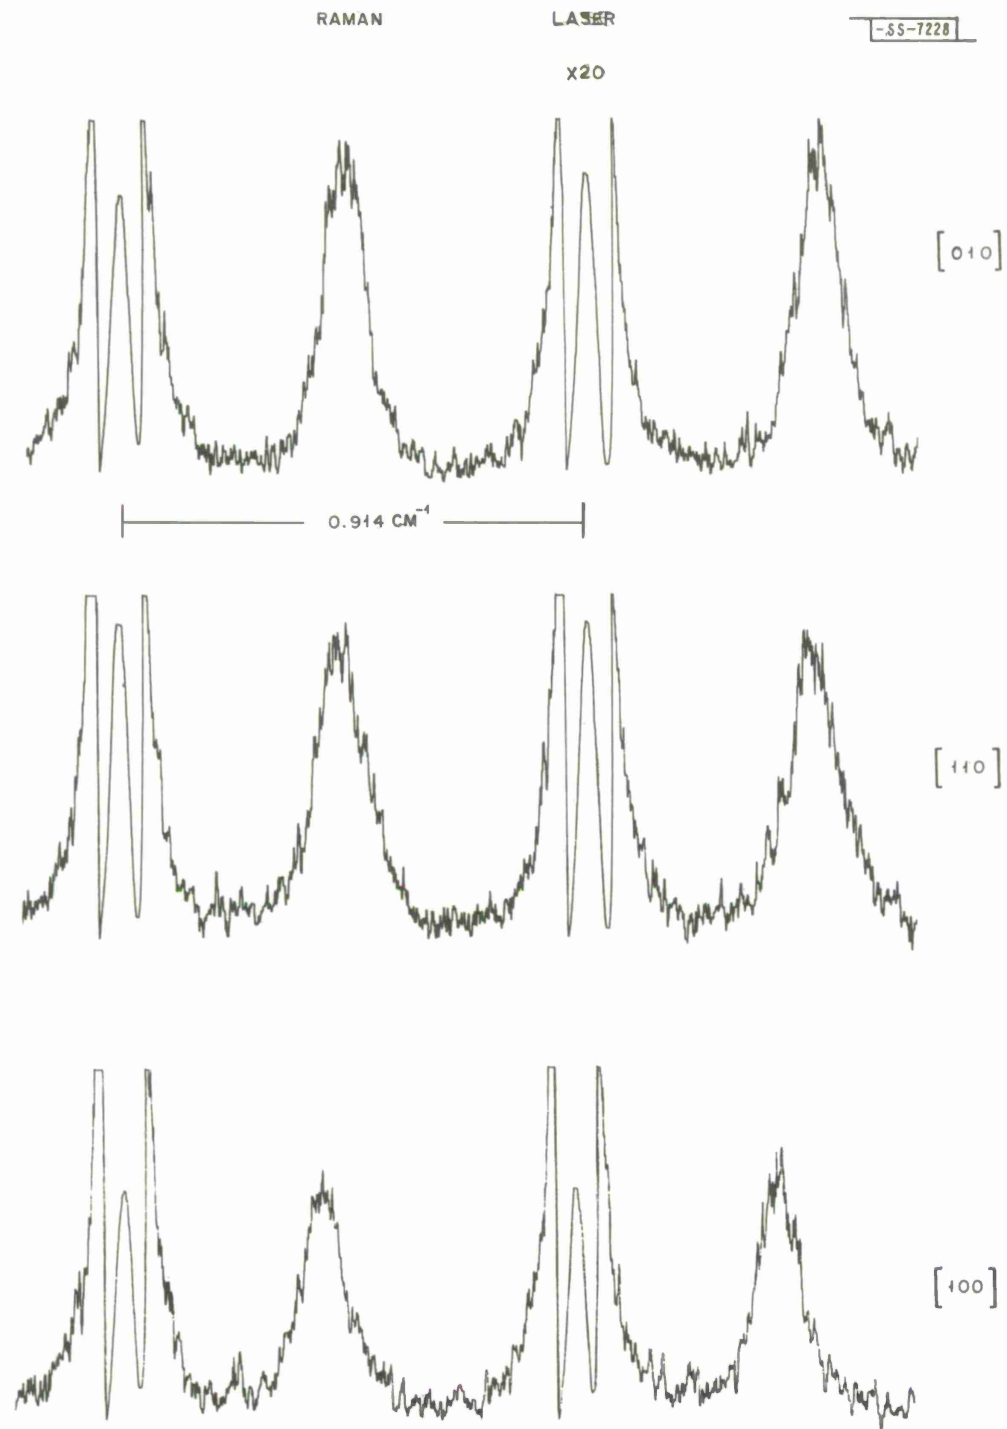 RAMAN LASER -SS-7228
X20
[010]
0.914 CM⁻¹
[110]
[100]